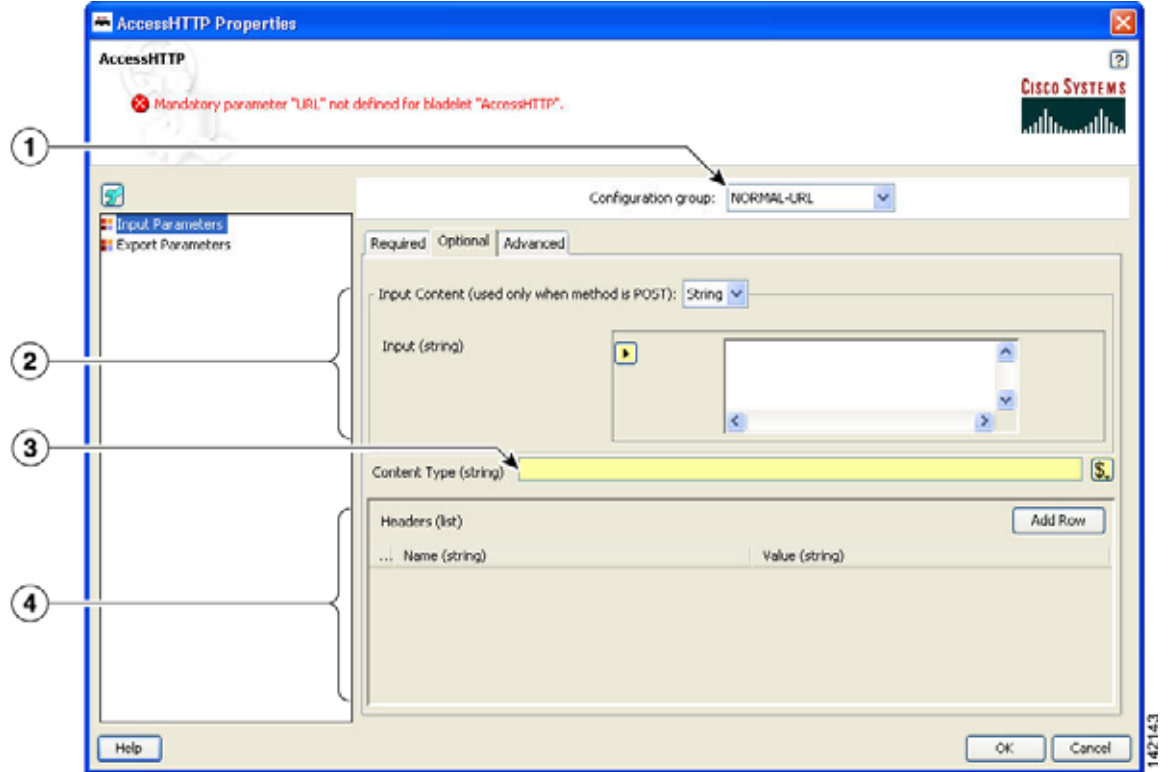 AccessHTTP Properties
AccessHTTP
?
Mandatory parameter "URL" not defined for bladelet "AccessHTTP".
CISCO SYSTEMS
1
Configuration group: NORMAL-URL
Input Parameters
Export Parameters
Required Optional Advanced
Input Content (used only when method is POST): String
2
Input (string)
3
Content Type (string)
$
4
Headers (list) Add Row
... Name (string) Value (string)
Help OK Cancel
142143